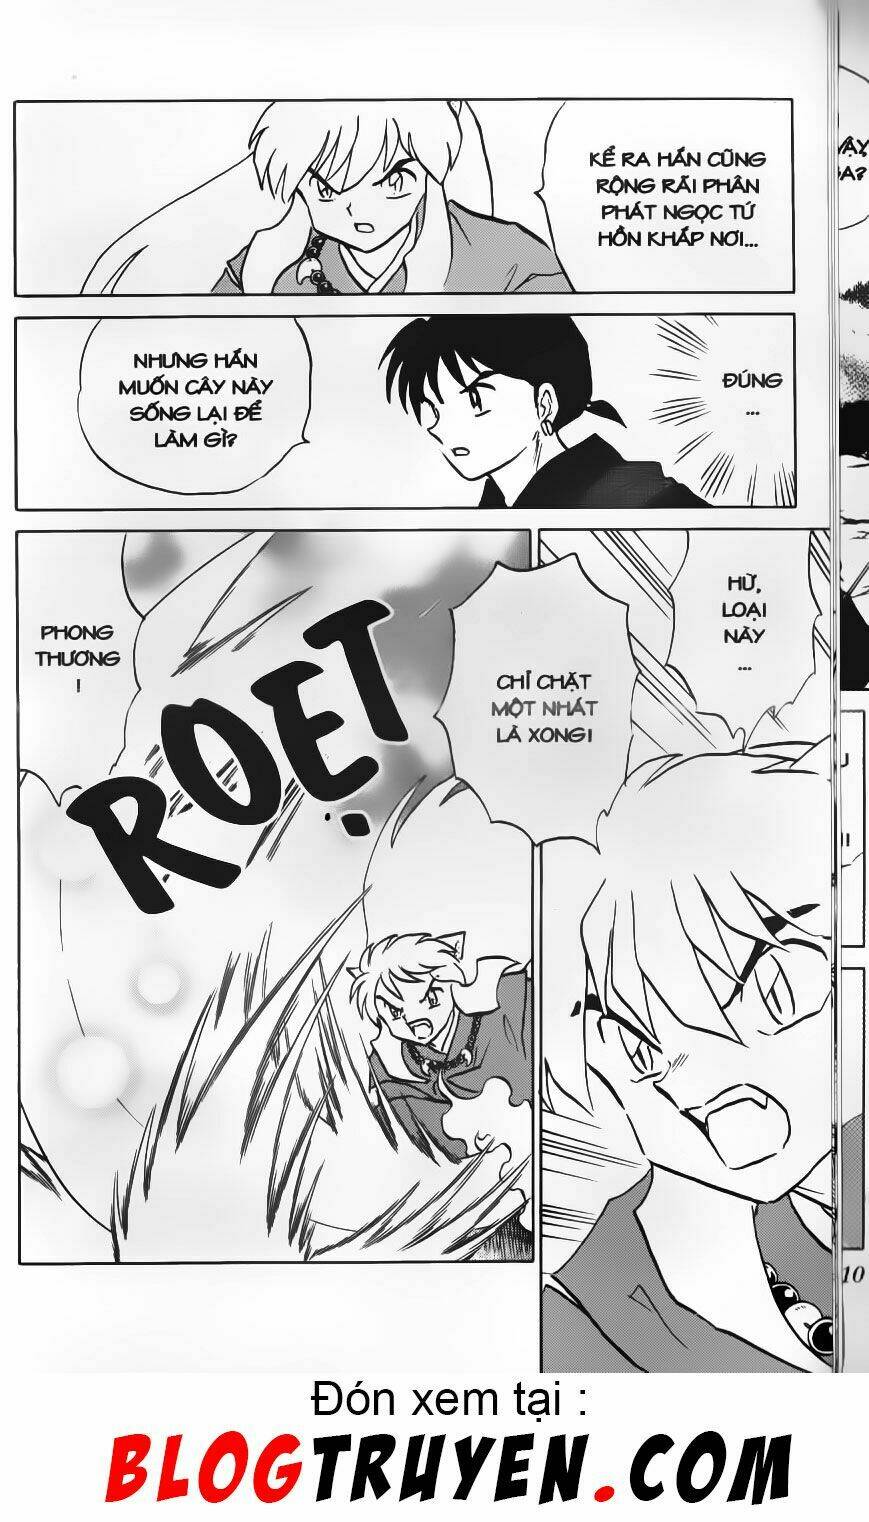 KỂ RA HẮN CŨNG
RỘNG RÃI PHÂN
PHÁT NGỌC TỨ
HỒN KHẮP NƠI...
ĐÚNG
...
NHƯNG HẮN
MUỐN CÂY NÀY
SỐNG LẠI ĐỂ
LÀM GÌ?
HỪ,
LOẠI
NÀY
...
CHỈ CHẶT
MỘT NHÁT
LÀ XONG!
PHONG
THƯƠNG
!
ROẸT
10
Đón xem tại :
BLOGTRUYEN.COM